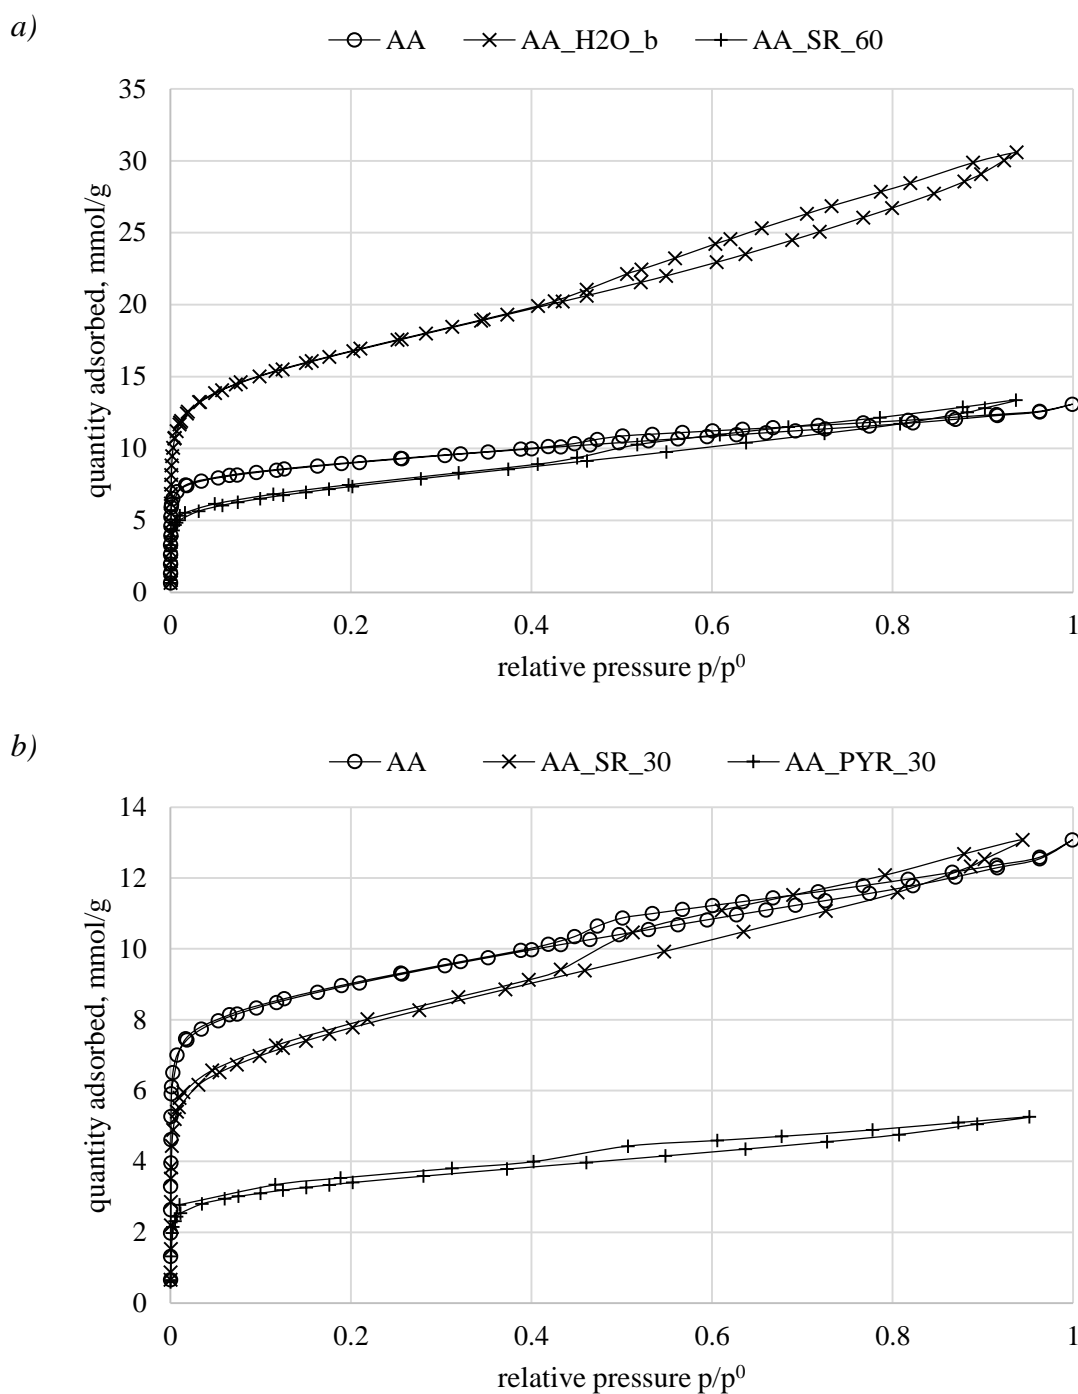 a)
AA AA_H2O_b AA_SR_60
35
30
25
20
15
10
5
0
quantity adsorbed, mmol/g
0 0.2 0.4 0.6 0.8 1
relative pressure p/p⁰
b)
AA AA_SR_30 AA_PYR_30
14
12
10
8
6
4
2
0
quantity adsorbed, mmol/g
0 0.2 0.4 0.6 0.8 1
relative pressure p/p⁰